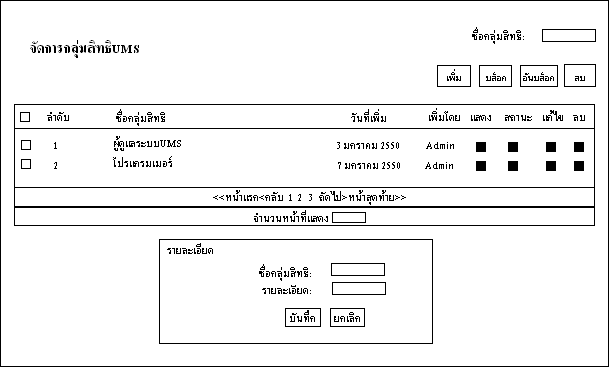 จัดการกลุ่มสิทธิUMS
ชื่อกลุ่มสิทธิ:
เพิ่ม บล็อค อันบล็อค ลบ
ลำดับ ชื่อกลุ่มสิทธิ วันที่เพิ่ม เพิ่มโดย แสดง สถานะ แก้ไข ลบ
1 ผู้ดูแลระบบUMS 3 มกราคม 2550 Admin
2 โปรแกรมเมอร์ 7 มกราคม 2550 Admin
<<หน้าแรก<กลับ 1 2 3 ถัดไป>หน้าสุดท้าย>>
จำนวนหน้าที่แสดง
รายละเอียด
ชื่อกลุ่มสิทธิ:
รายละเอียด:
บันทึก ยกเลิก